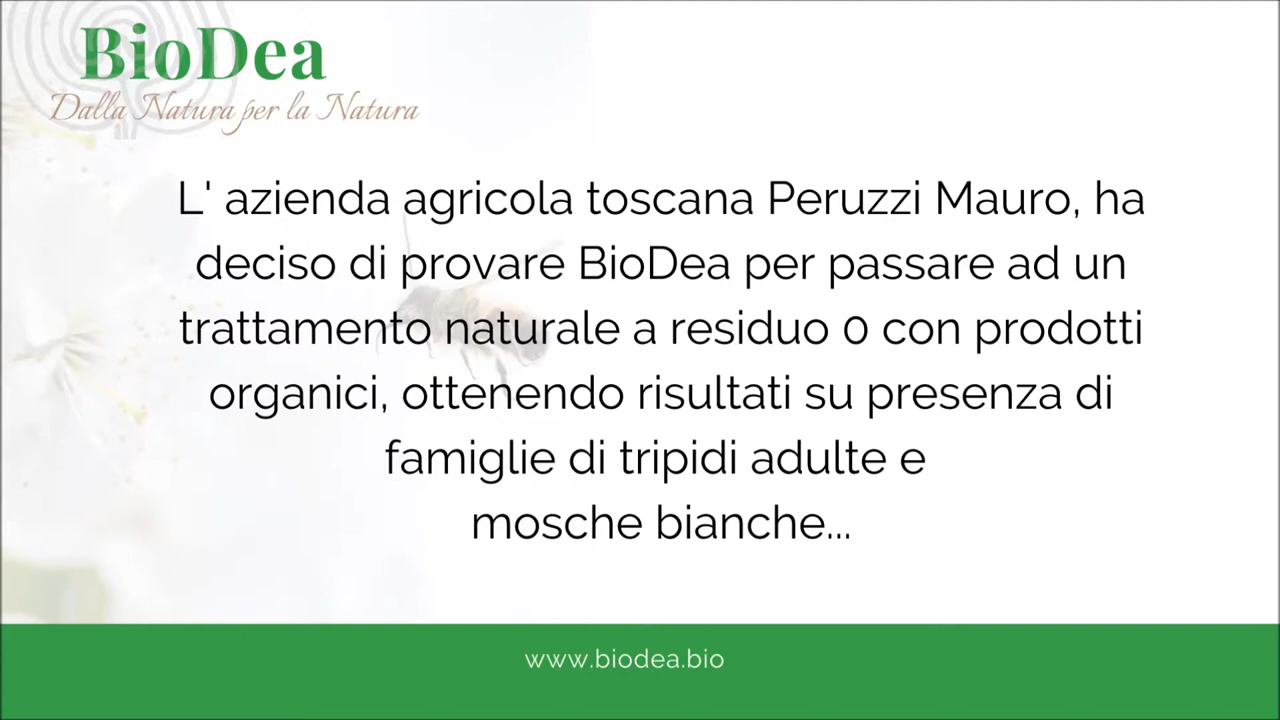 BioDea
Dalla Natura per la Natura
L' azienda agricola toscana Peruzzi Mauro, ha
deciso di provare BioDea per passare ad un
trattamento naturale a residuo 0 con prodotti
organici, ottenendo risultati su presenza di
famiglie di tripidi adulte e
mosche bianche...
www.biodea.bio